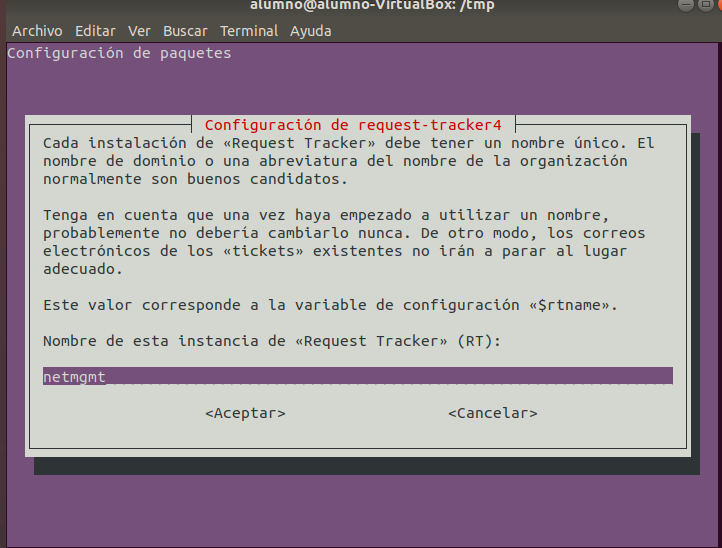 alumno@alumno-VirtualBox: /tmp
Archivo Editar Ver Buscar Terminal Ayuda
Configuración de paquetes
Configuración de request-tracker4
Cada instalación de «Request Tracker» debe tener un nombre único. El
nombre de dominio o una abreviatura del nombre de la organización
normalmente son buenos candidatos.
Tenga en cuenta que una vez haya empezado a utilizar un nombre,
probablemente no debería cambiarlo nunca. De otro modo, los correos
electrónicos de los «tickets» existentes no irán a parar al lugar
adecuado.
Este valor corresponde a la variable de configuración «$rtname».
Nombre de esta instancia de «Request Tracker» (RT):
netmgmt
<Aceptar> <Cancelar>